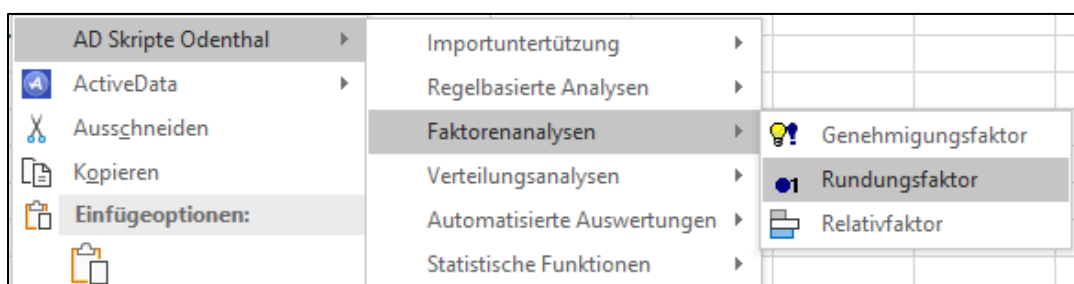 AD Skripte Odenthal
ActiveData
Ausschneiden
Kopieren
Einfügeoptionen:
Importuntertützung
Regelbasierte Analysen
Faktorenanalysen
Verteilungsanalysen
Automatisierte Auswertungen
Statistische Funktionen
Genehmigungsfaktor
Rundungsfaktor
Relativfaktor